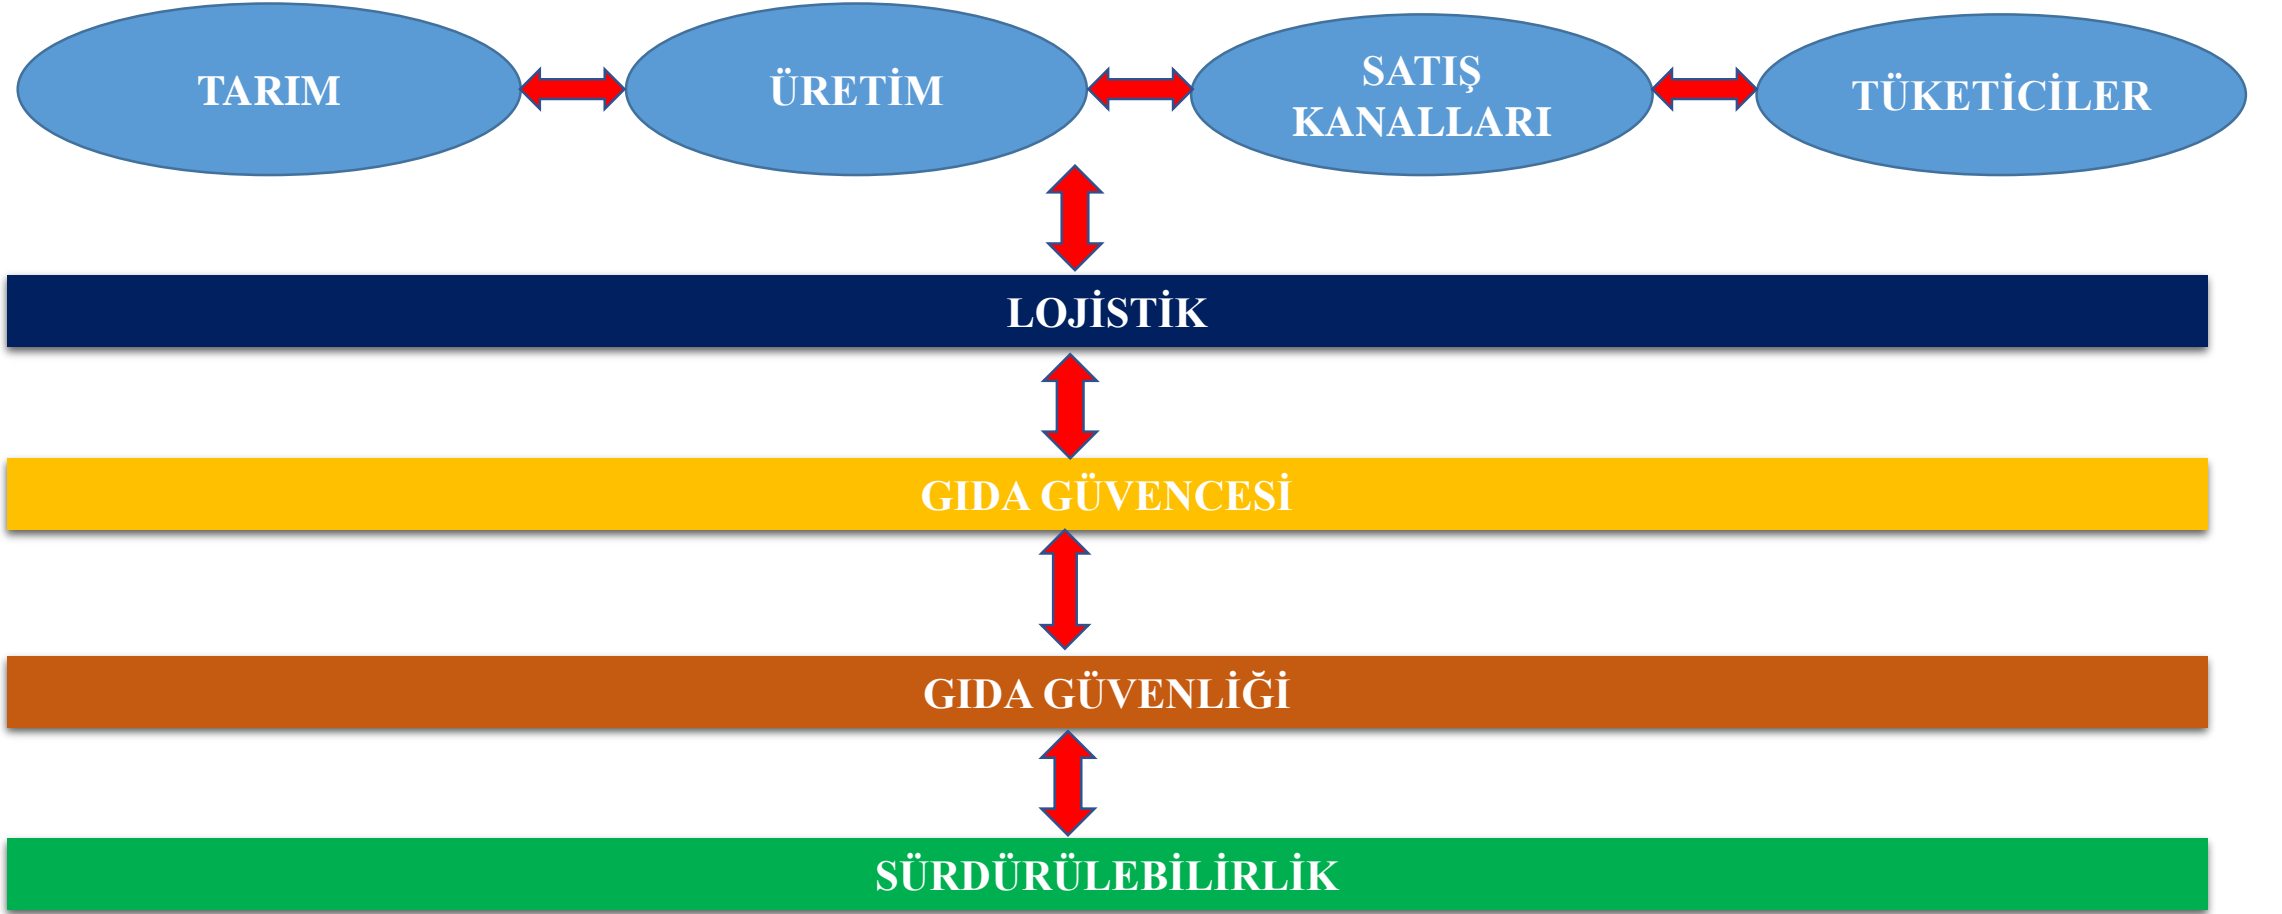 TARIM
ÜRETİM
SATIŞ
KANALLARI
TÜKETİCİLER
LOJİSTİK
GIDA GÜVENCESİ
GIDA GÜVENLİĞİ
SÜRDÜRÜLEBİLİRLİK